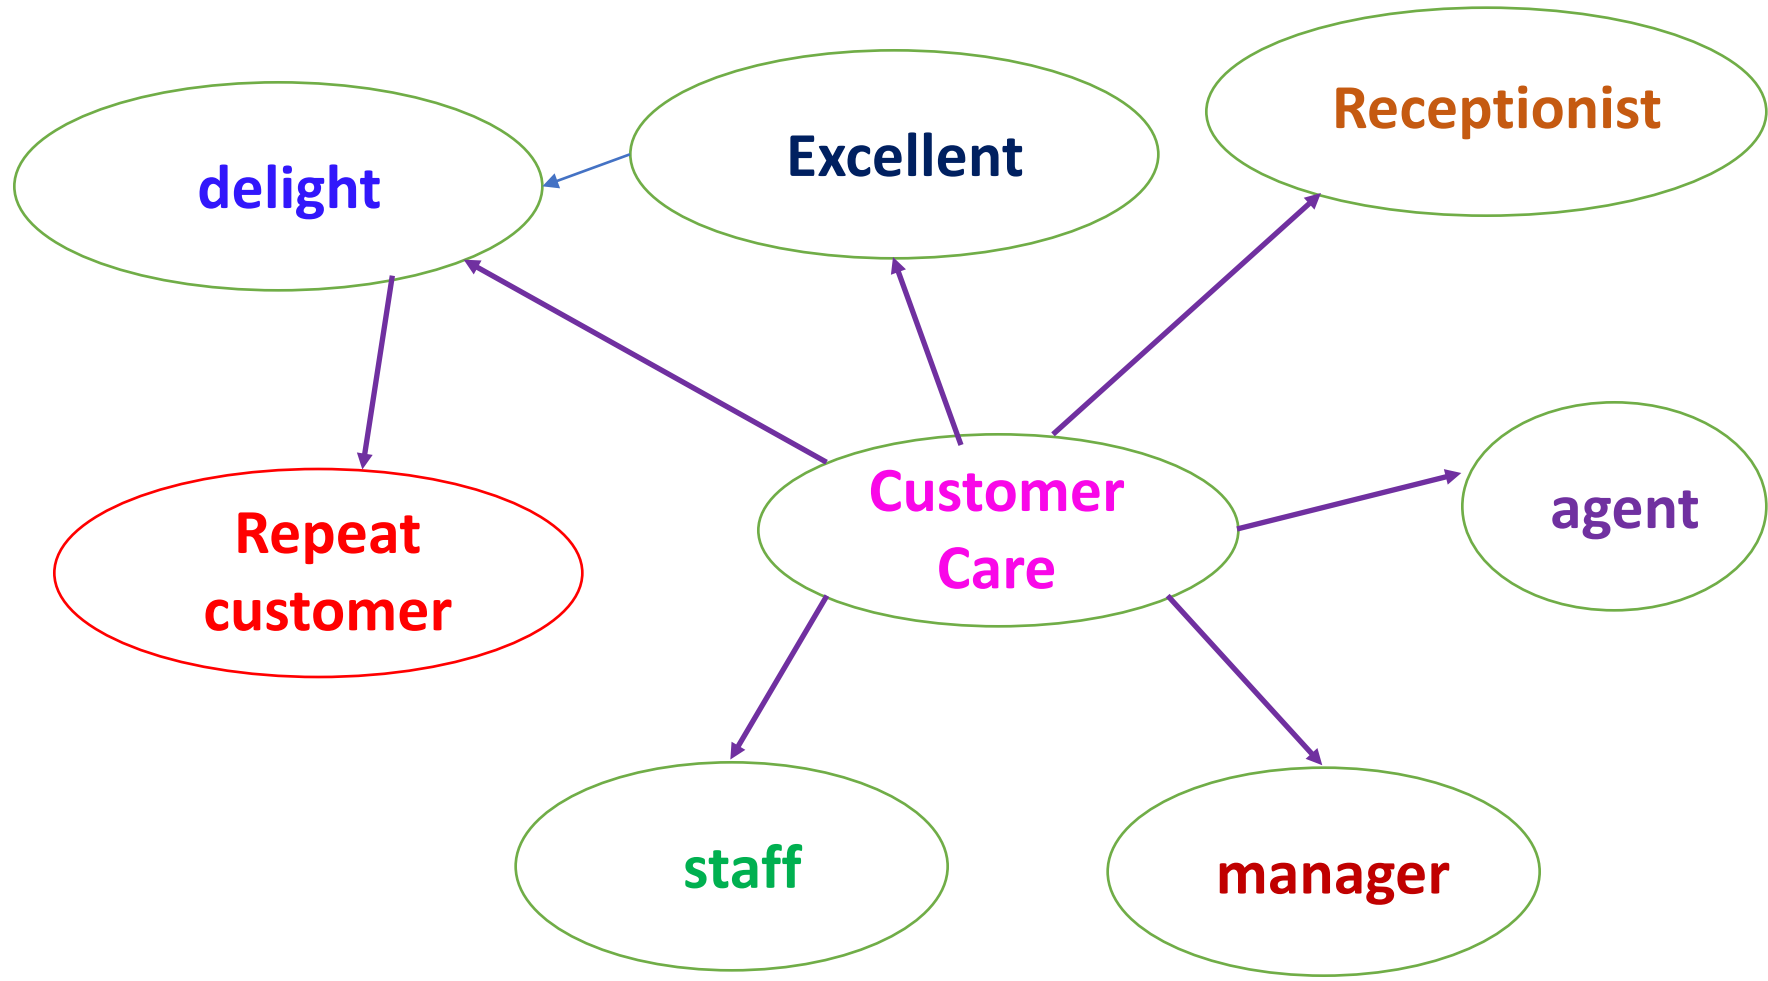 Receptionist
Excellent
delight
Customer
Care
agent
Repeat
customer
staff
manager